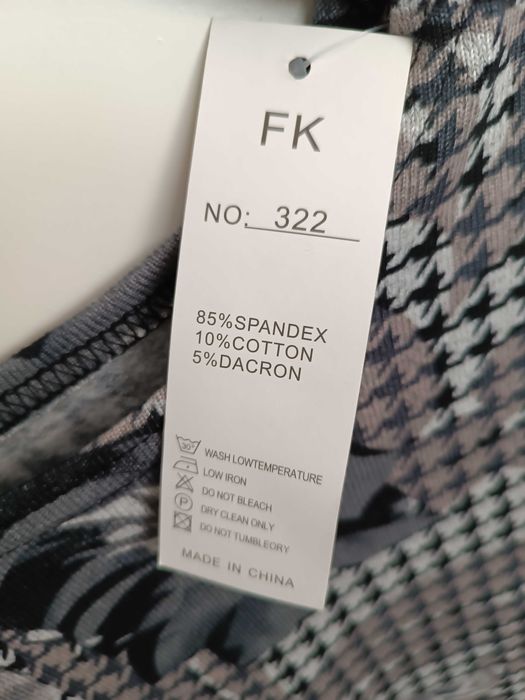 FK
NO: 322
85%SPANDEX
10%COTTON
5%DACRON
30° WASH LOWTEMPERATURE
LOW IRON
DO NOT BLEACH
P DRY CLEAN ONLY
DO NOT TUMBLEORY
MADE IN CHINA